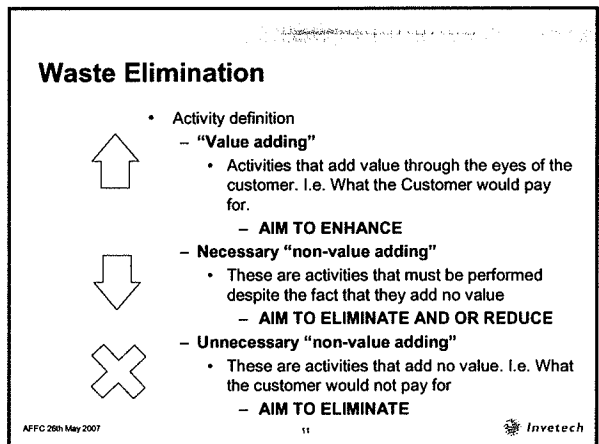 Waste Elimination
• Activity definition
– “Value adding”
• Activities that add value through the eyes of the
customer. I.e. What the Customer would pay
for.
– AIM TO ENHANCE
– Necessary “non-value adding”
• These are activities that must be performed
despite the fact that they add no value
– AIM TO ELIMINATE AND OR REDUCE
– Unnecessary “non-value adding”
• These are activities that add no value. I.e. What
the customer would not pay for
– AIM TO ELIMINATE
AFFC 26th May 2007
11
Invetech